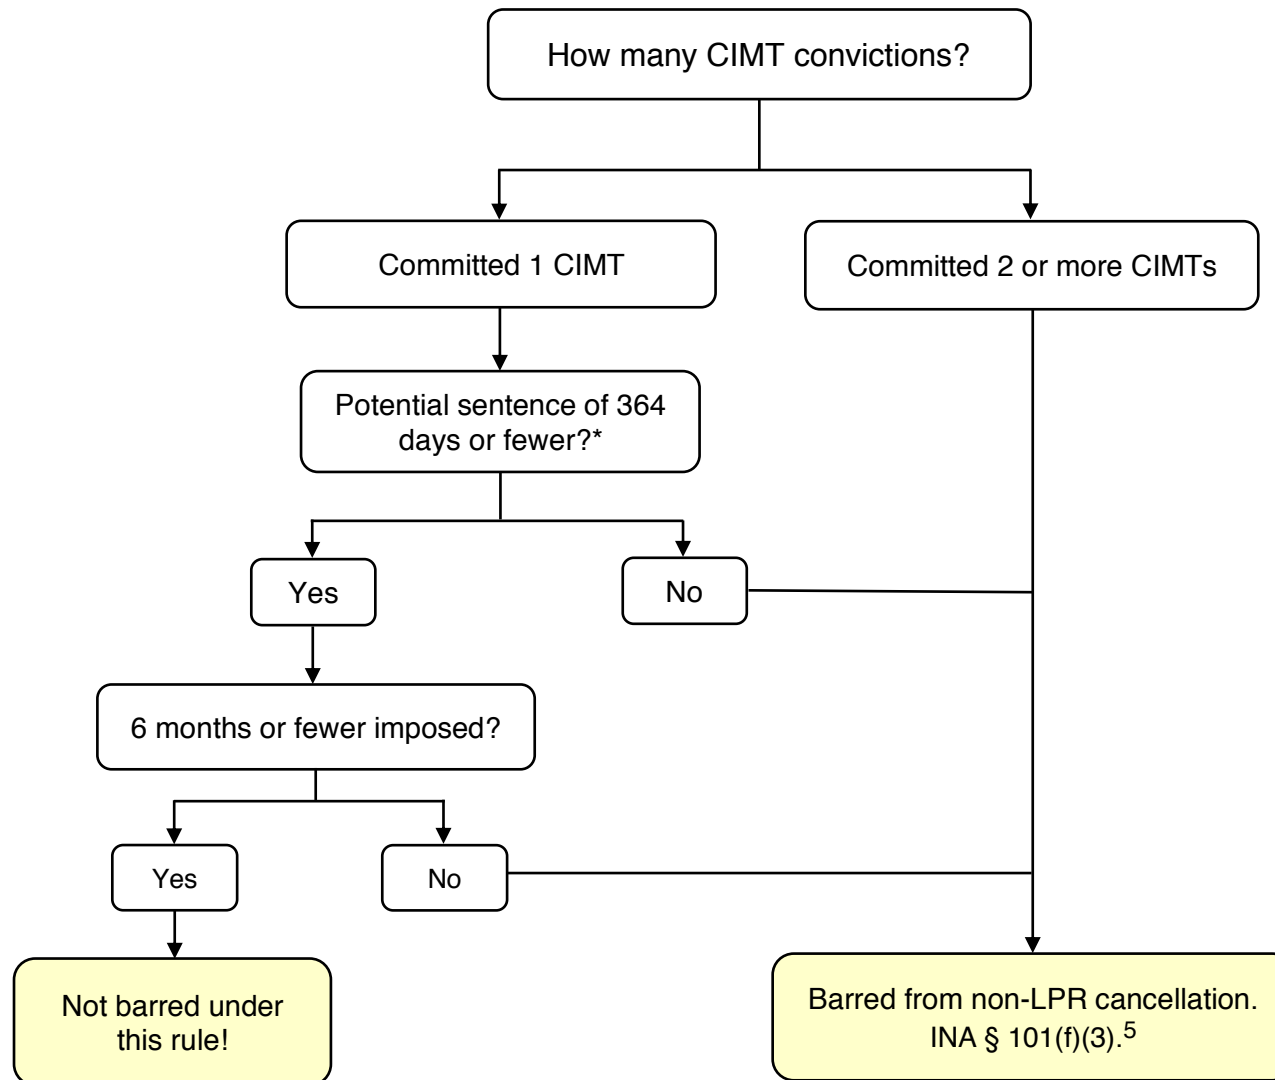 How many CIMT convictions?
Committed 1 CIMT
Committed 2 or more CIMTs
Potential sentence of 364
days or fewer?*
Yes
No
6 months or fewer imposed?
Yes
No
Not barred under
this rule!
Barred from non-LPR cancellation.
INA § 101(f)(3).5